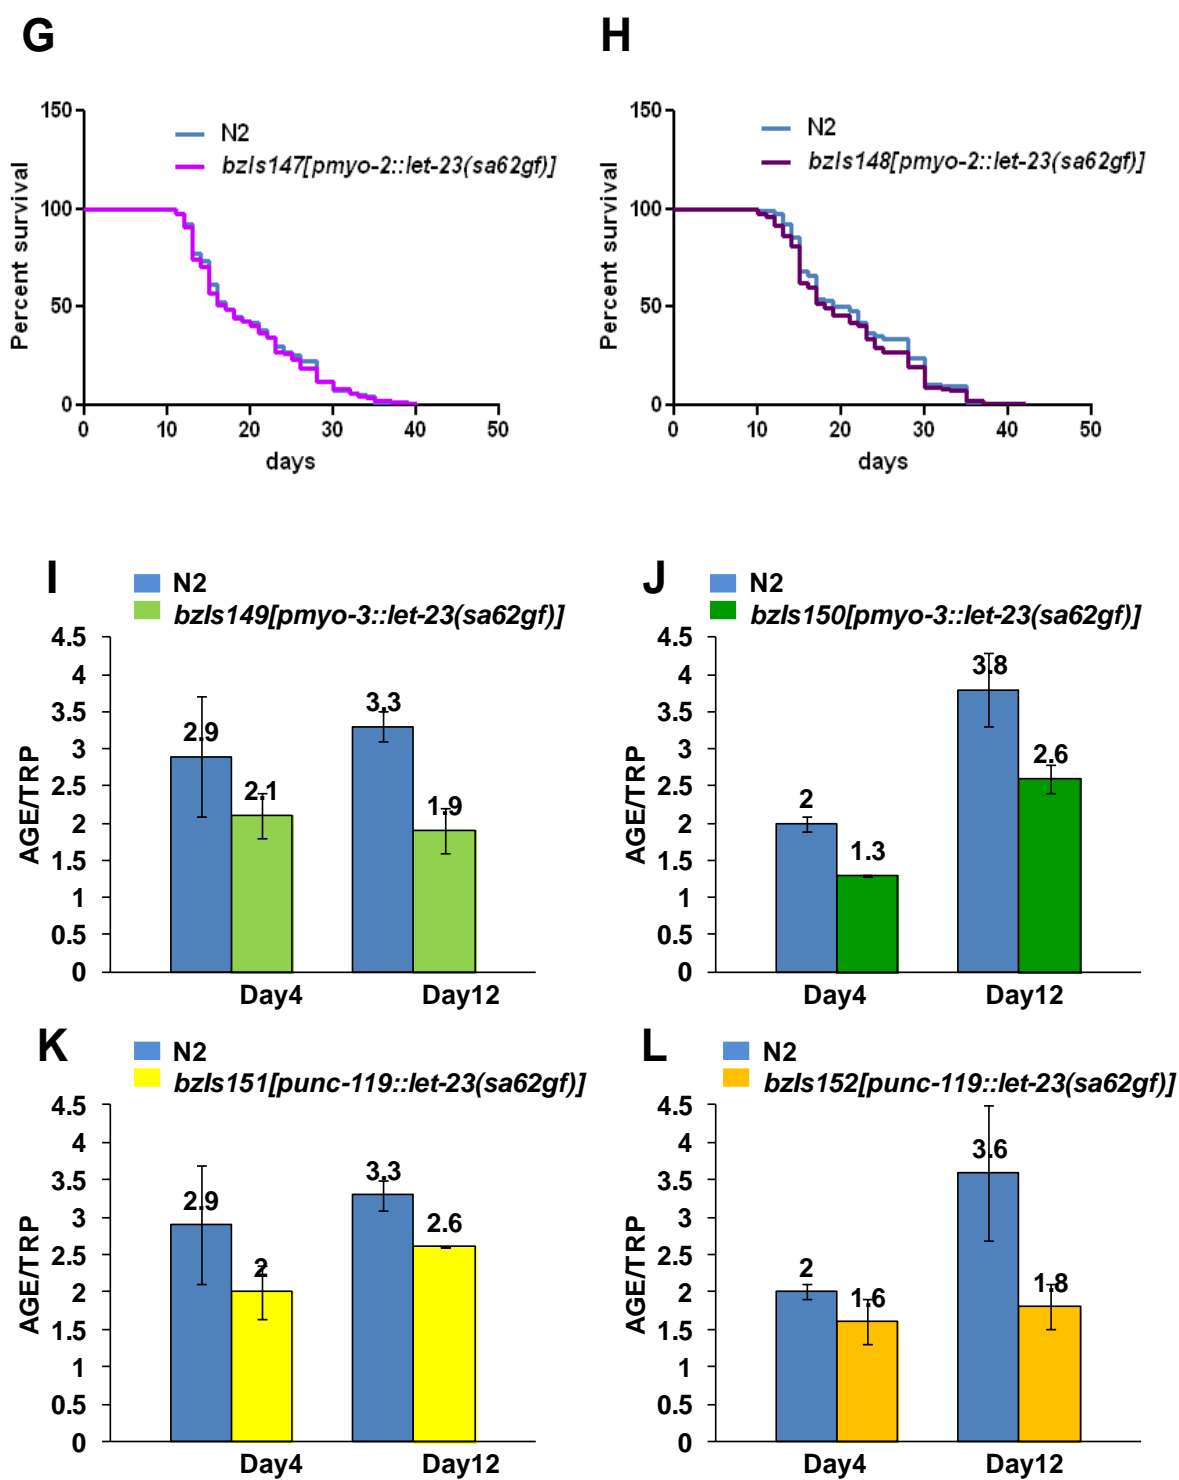 G
H
150
100
50
0
Percent survival
N2
bzIs147[pmyo-2::let-23(sa62gf)]
0 10 20 30 40 50
days
150
100
50
0
Percent survival
N2
bzIs148[pmyo-2::let-23(sa62gf)]
0 10 20 30 40 50
days
I
N2
bzIs149[pmyo-3::let-23(sa62gf)]
4.5
4
3.5
3
2.5
2
1.5
1
0.5
0
AGE/TRP
2.9
2.1
3.3
1.9
Day4 Day12
J
N2
bzIs150[pmyo-3::let-23(sa62gf)]
4.5
4
3.5
3
2.5
2
1.5
1
0.5
0
AGE/TRP
2
1.3
3.8
2.6
Day4 Day12
K
N2
bzIs151[punc-119::let-23(sa62gf)]
4.5
4
3.5
3
2.5
2
1.5
1
0.5
0
AGE/TRP
2.9
2
3.3
2.6
Day4 Day12
L
N2
bzIs152[punc-119::let-23(sa62gf)]
4.5
4
3.5
3
2.5
2
1.5
1
0.5
0
AGE/TRP
2
1.6
3.6
1.8
Day4 Day12